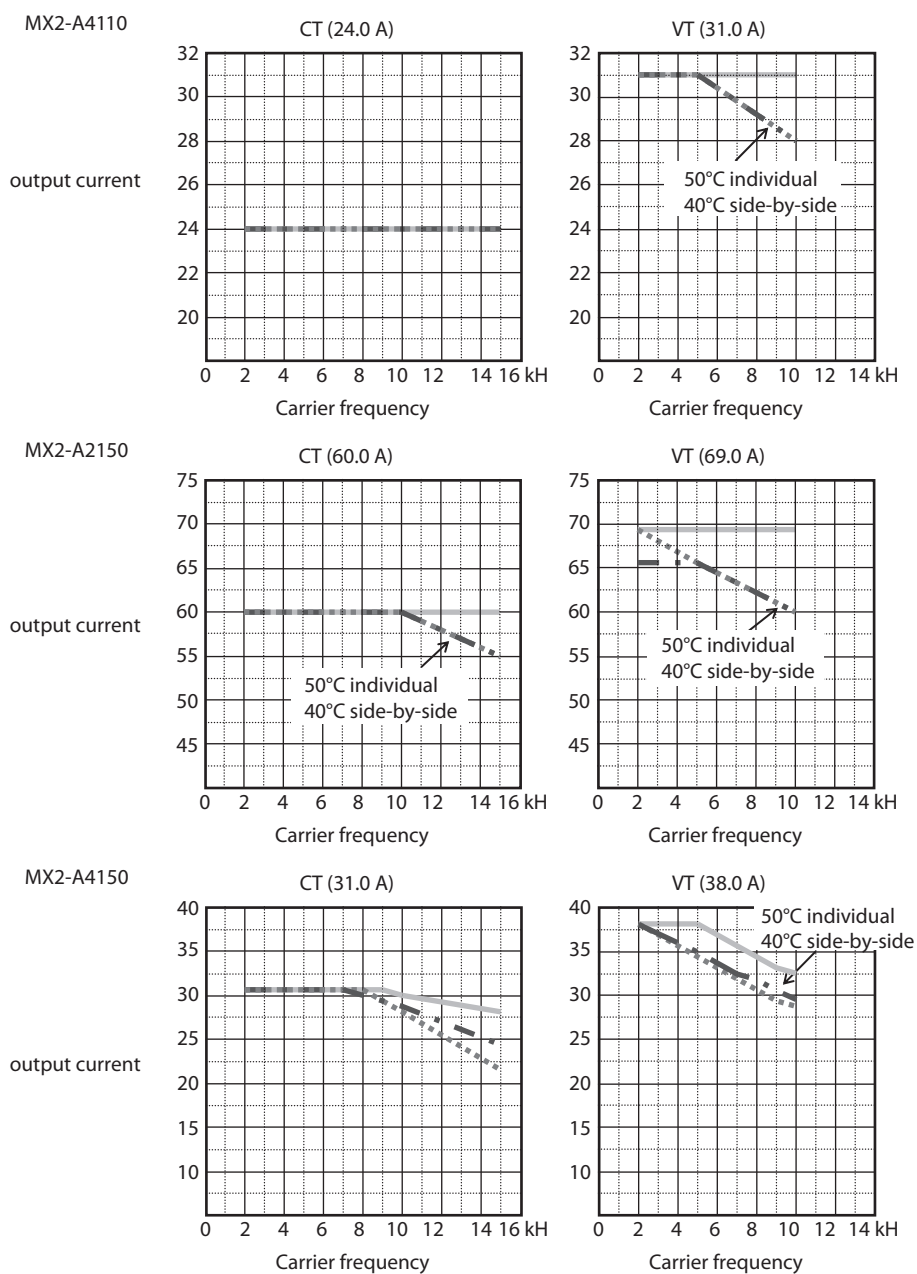 MX2-A4110
CT (24.0 A)
VT (31.0 A)
32
30
28
26
24
22
20
output current
0 2 4 6 8 10 12 14 16 kH
Carrier frequency
32
30
28
26
24
22
20
50°C individual
40°C side-by-side
0 2 4 6 8 10 12 14 kH
Carrier frequency
MX2-A2150
CT (60.0 A)
VT (69.0 A)
75
70
65
60
55
50
45
output current
50°C individual
40°C side-by-side
0 2 4 6 8 10 12 14 16 kH
Carrier frequency
75
70
65
60
55
50
45
50°C individual
40°C side-by-side
0 2 4 6 8 10 12 14 kH
Carrier frequency
MX2-A4150
CT (31.0 A)
VT (38.0 A)
40
35
30
25
20
15
10
output current
0 2 4 6 8 10 12 14 16 kH
Carrier frequency
40
35
30
25
20
15
10
50°C individual
40°C side-by-side
0 2 4 6 8 10 12 14 kH
Carrier frequency